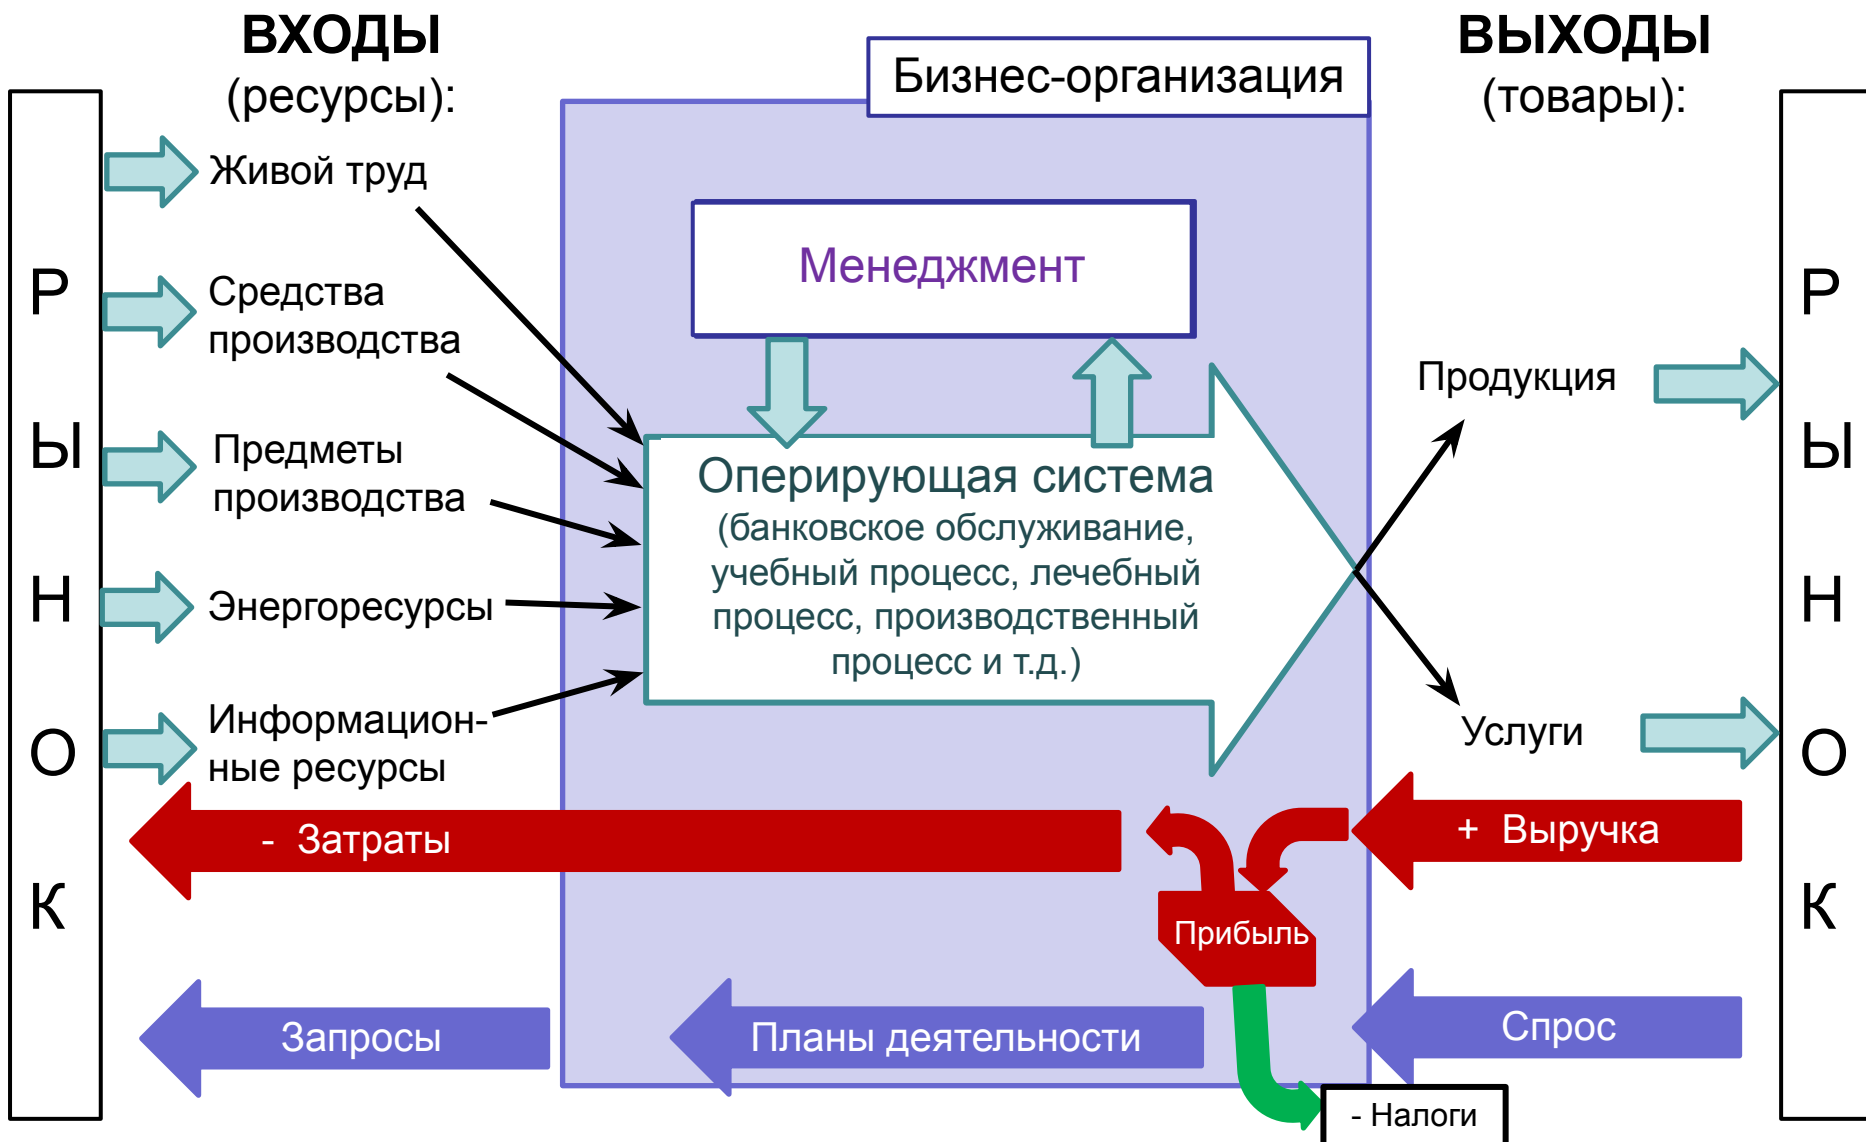 ВХОДЫ
(ресурсы):
Бизнес-организация
ВЫХОДЫ
(товары):
Р
Ы
Н
О
К
Живой труд
Средства
производства
Предметы
производства
Энергоресурсы
Информацион-
ные ресурсы
Менеджмент
Оперирующая система
(банковское обслуживание,
учебный процесс, лечебный
процесс, производственный
процесс и т.д.)
Продукция
Услуги
Р
Ы
Н
О
К
- Затраты
+ Выручка
Прибыль
Запросы
Планы деятельности
Спрос
- Налоги